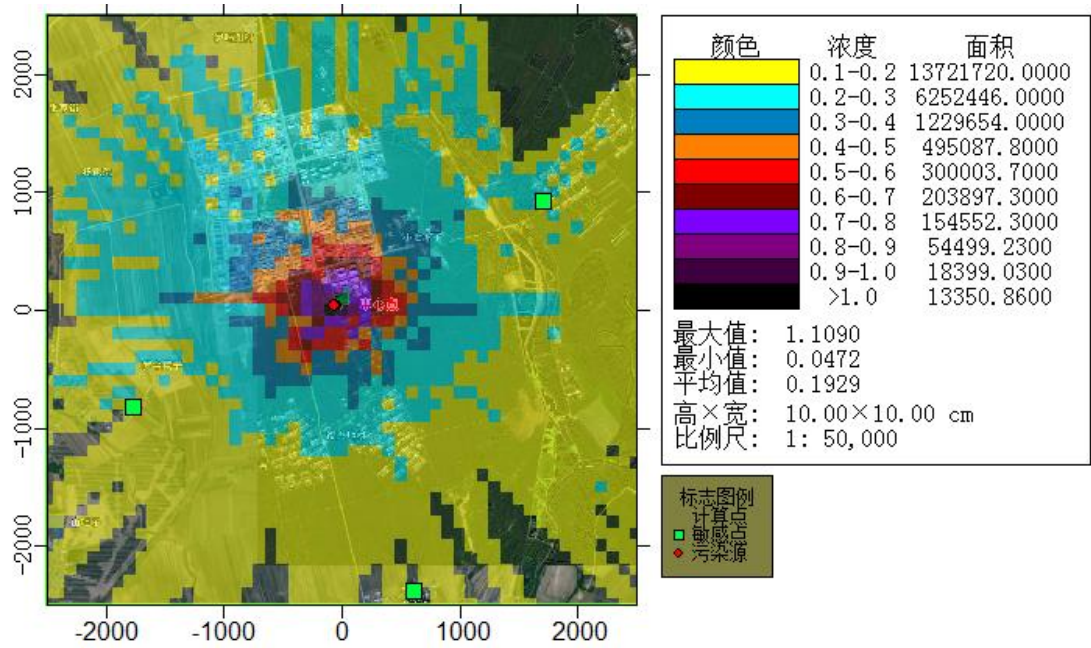 颜色 浓度 面积
0.1-0.2 13721720.0000
0.2-0.3 6252446.0000
0.3-0.4 1229654.0000
0.4-0.5 495087.8000
0.5-0.6 300003.7000
0.6-0.7 203897.3000
0.7-0.8 154552.3000
0.8-0.9 54499.2300
0.9-1.0 18399.0300
>1.0 13350.8600
最大值: 1.1090
最小值: 0.0472
平均值: 0.1929
高×宽: 10.00×10.00 cm
比例尺: 1: 50,000
标志图例
计算点
敏感点
污染源
2000
1000
0
-1000
-2000
-2000 -1000 0 1000 2000